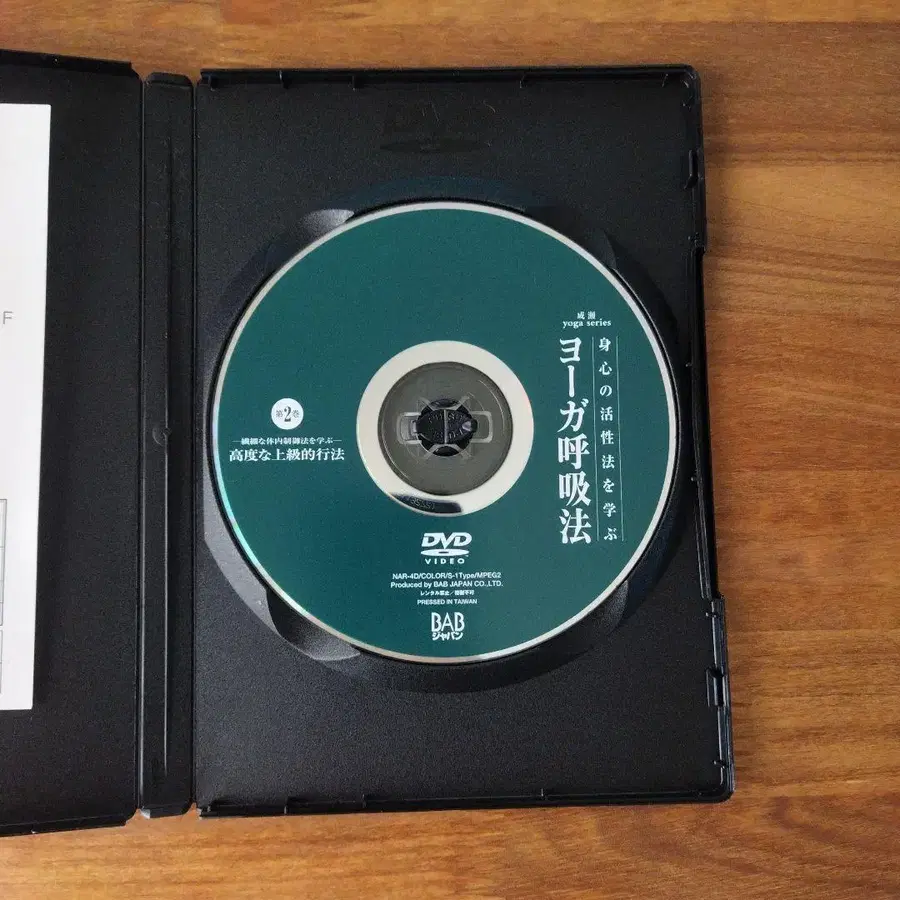 F
DVD
成瀬
yoga series
身心の活性法を学ぶ
ヨーガ呼吸法
第2巻
―繊細な体内制御法を学ぶ―
高度な上級的行法
DVD
VIDEO
NAR-4D/COLOR/S-1Type/MPEG2
Produced by BAB JAPAN CO.,LTD.
レンタル禁止／複製不可
PRESSED IN TAIWAN
BAB
ジャパン